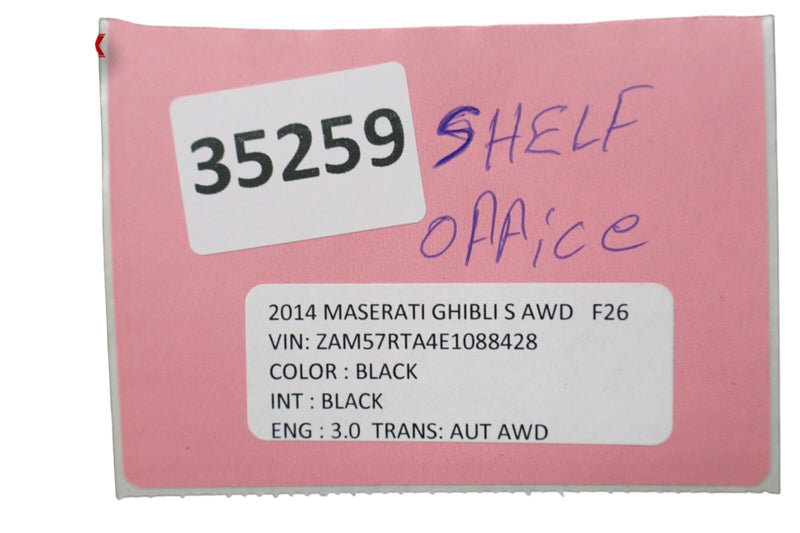 35259
SHELF
OFFice
2014 MASERATI GHIBLI S AWD F26
VIN: ZAM57RTA4E1088428
COLOR : BLACK
INT : BLACK
ENG : 3.0 TRANS: AUT AWD